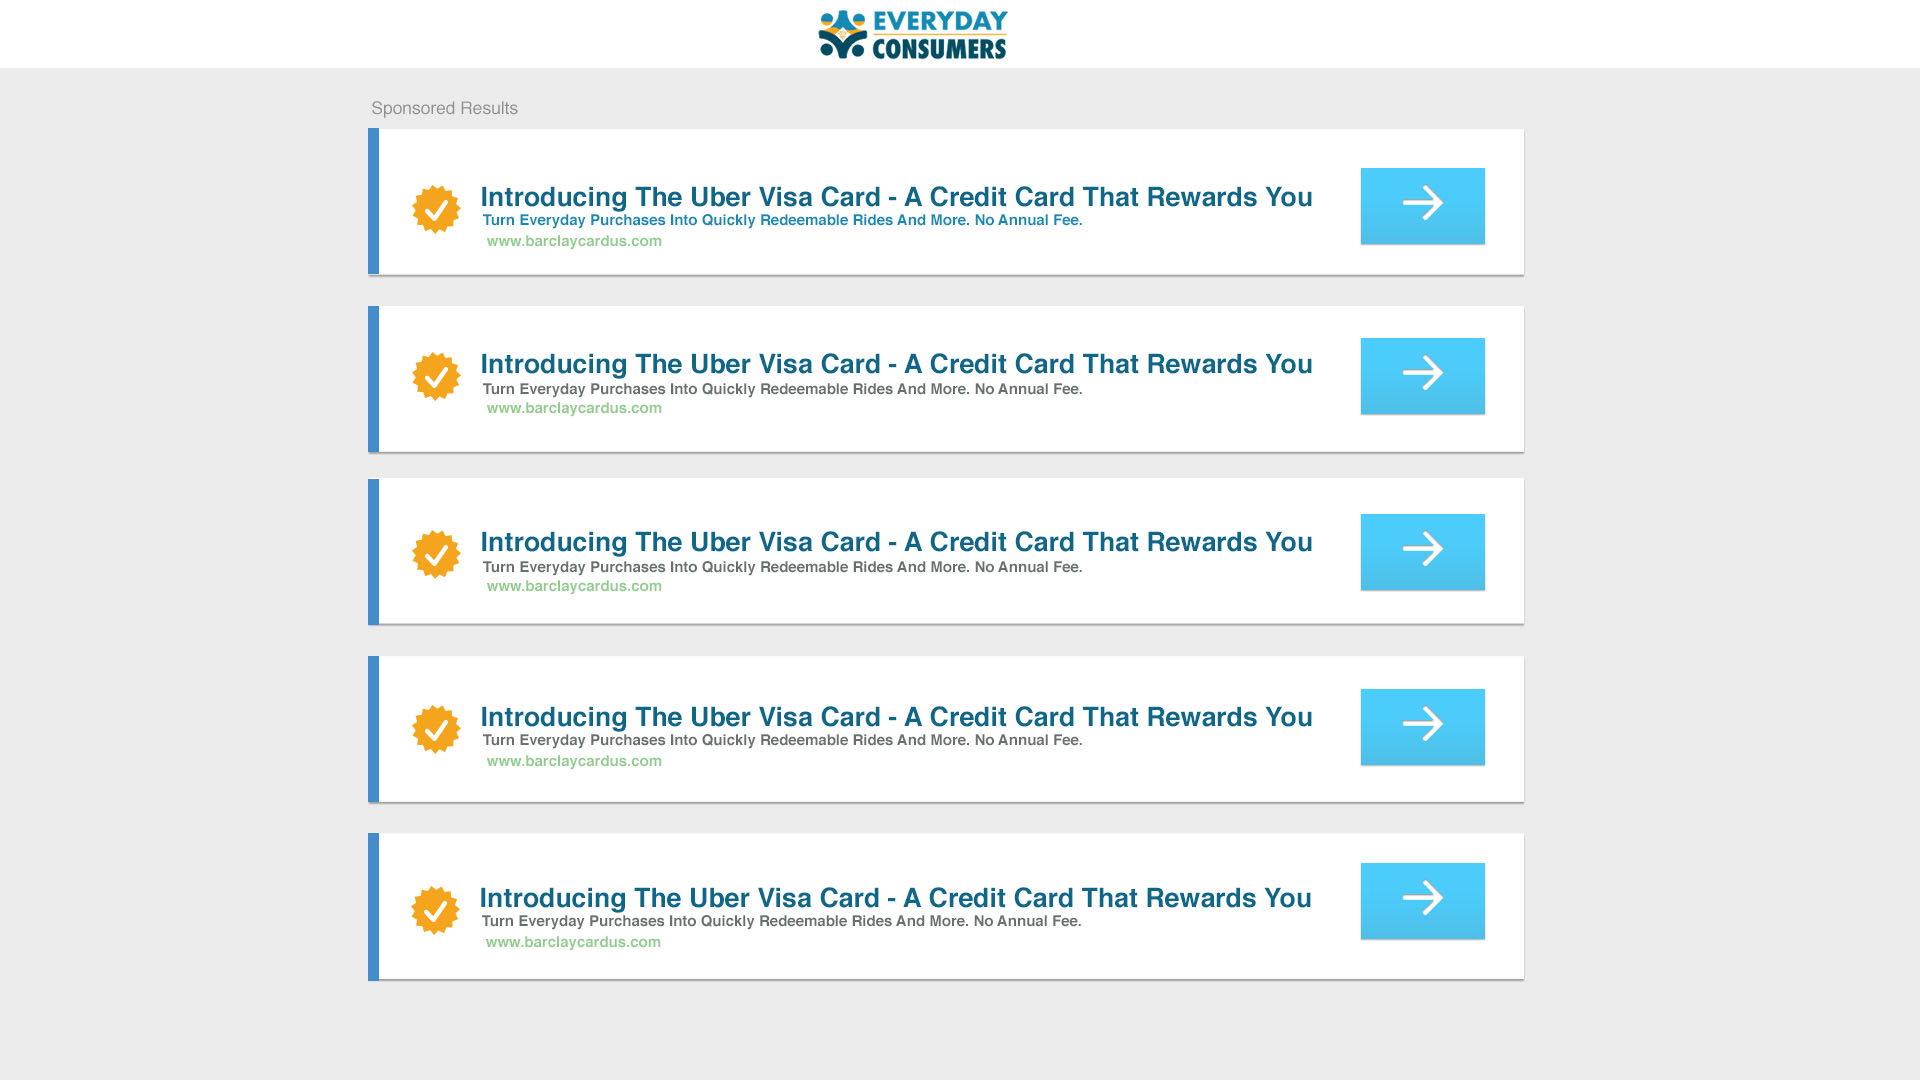 EVERYDAY
CONSUMERS
Sponsored Results
Introducing The Uber Visa Card - A Credit Card That Rewards You
Turn Everyday Purchases Into Quickly Redeemable Rides And More. No Annual Fee.
www.barclaycardus.com
Introducing The Uber Visa Card - A Credit Card That Rewards You
Turn Everyday Purchases Into Quickly Redeemable Rides And More. No Annual Fee.
www.barclaycardus.com
Introducing The Uber Visa Card - A Credit Card That Rewards You
Turn Everyday Purchases Into Quickly Redeemable Rides And More. No Annual Fee.
www.barclaycardus.com
Introducing The Uber Visa Card - A Credit Card That Rewards You
Turn Everyday Purchases Into Quickly Redeemable Rides And More. No Annual Fee.
www.barclaycardus.com
Introducing The Uber Visa Card - A Credit Card That Rewards You
Turn Everyday Purchases Into Quickly Redeemable Rides And More. No Annual Fee.
www.barclaycardus.com